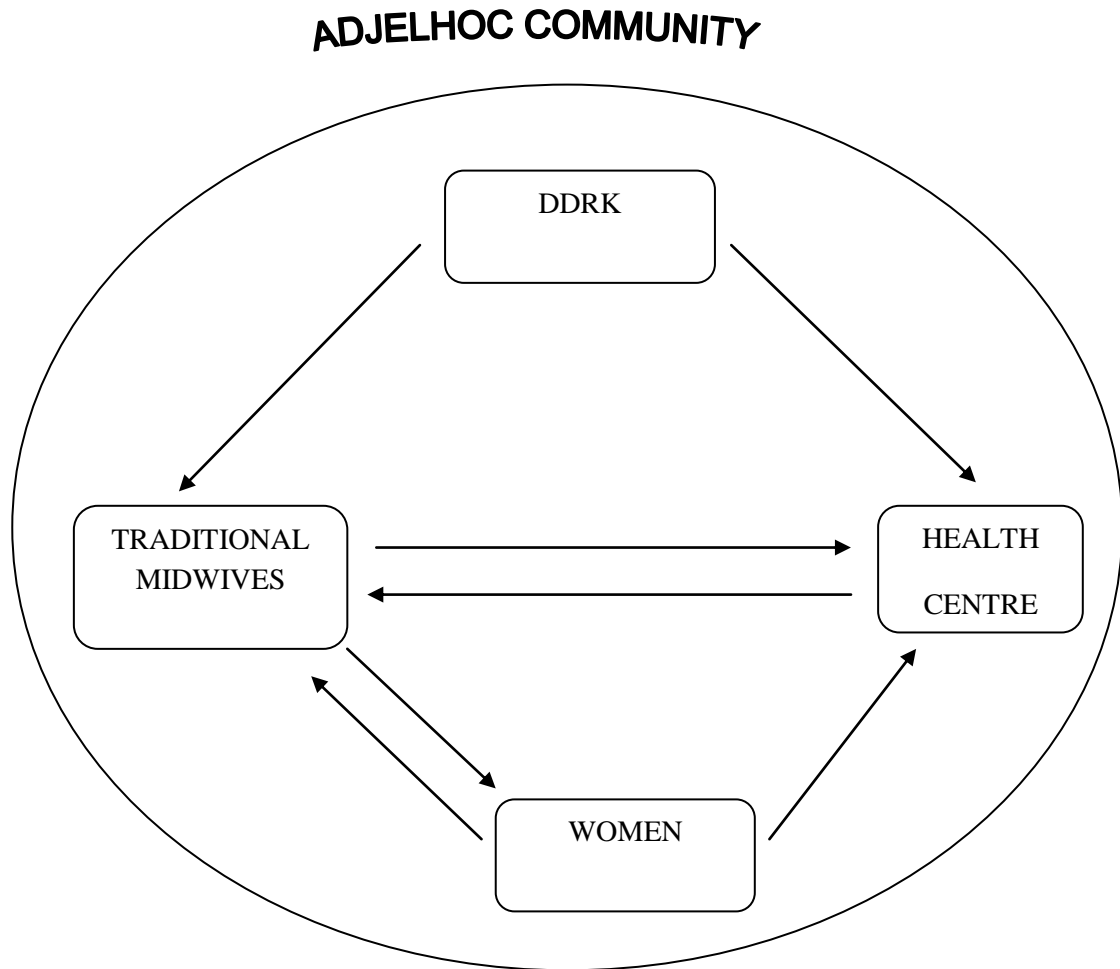 ADJELHOC COMMUNITY
DDRK
TRADITIONAL
MIDWIVES
HEALTH
CENTRE
WOMEN